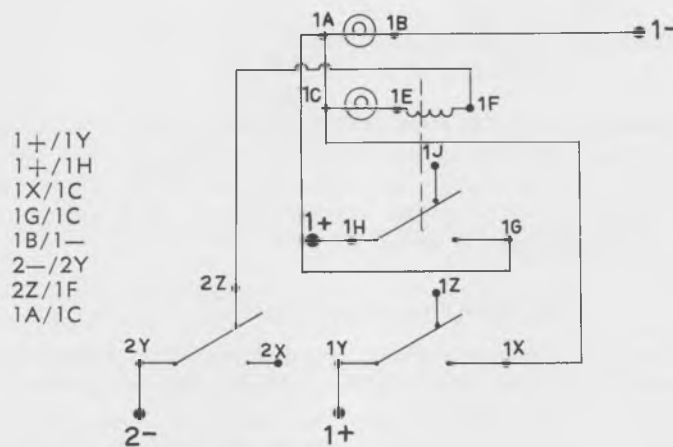 1A 1B 1-
1C 1E 1F
1+/1Y
1+/1H
1X/1C
1G/1C
1B/1—
2—/2Y
2Z/1F
1A/1C
1J
1+ 1H 1G
2Z 1Z
2Y 2X 1Y 1X
2- 1+